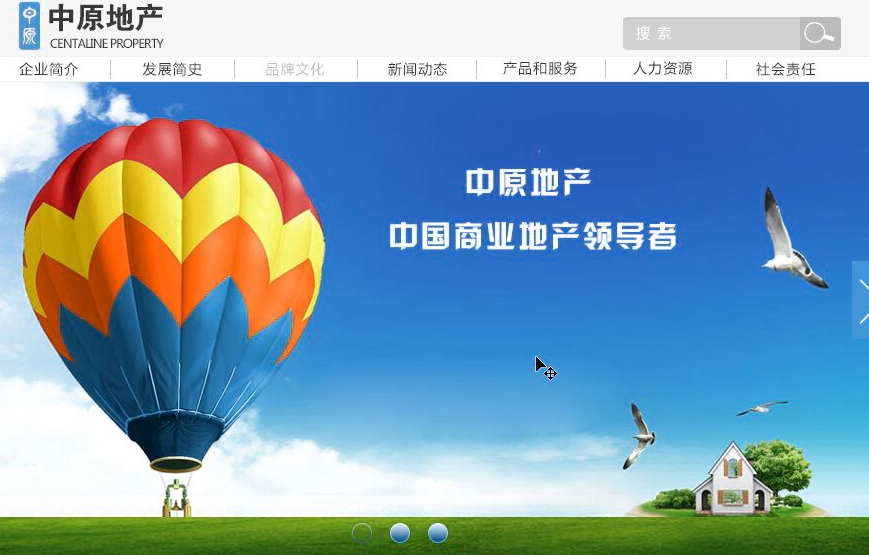 中原
中原地产
CENTALINE PROPERTY
搜 索
企业简介
发展简史
品牌文化
新闻动态
产品和服务
人力资源
社会责任
中原地产
中国商业地产领导者